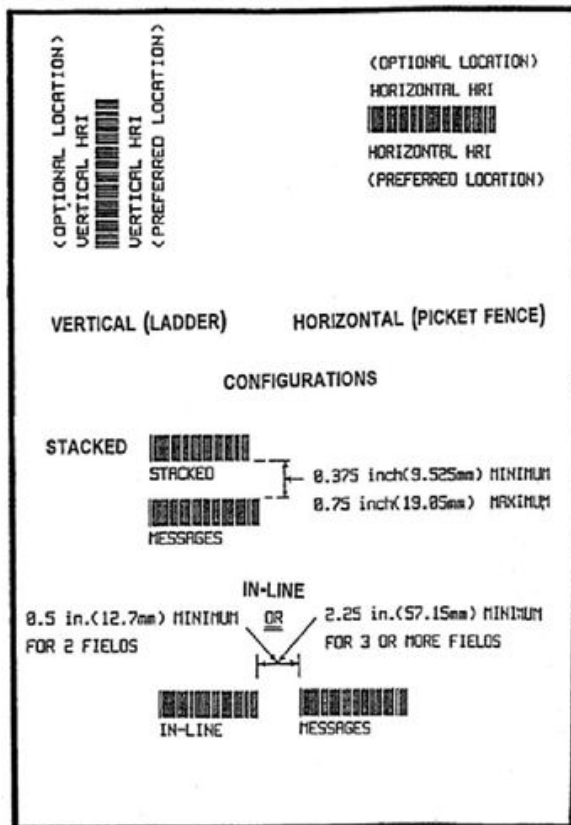 (OPTIONAL LOCATION)
VERTICAL HRI
VERTICAL HRI
(PREFERRED LOCATION)
(OPTIONAL LOCATION)
HORIZONTAL HRI
HORIZONTAL HRI
(PREFERRED LOCATION)
VERTICAL (LADDER)
HORIZONTAL (PICKET FENCE)
CONFIGURATIONS
STACKED
STACKED
0.375 inch(9.525mm) MINIMUM
0.75 inch(19.05mm) MAXIMUM
MESSAGES
IN-LINE
0.5 in.(12.7mm) MINIMUM
FOR 2 FIELDS
OR
2.25 in.(57.15mm) MINIMUM
FOR 3 OR MORE FIELDS
IN-LINE
MESSAGES